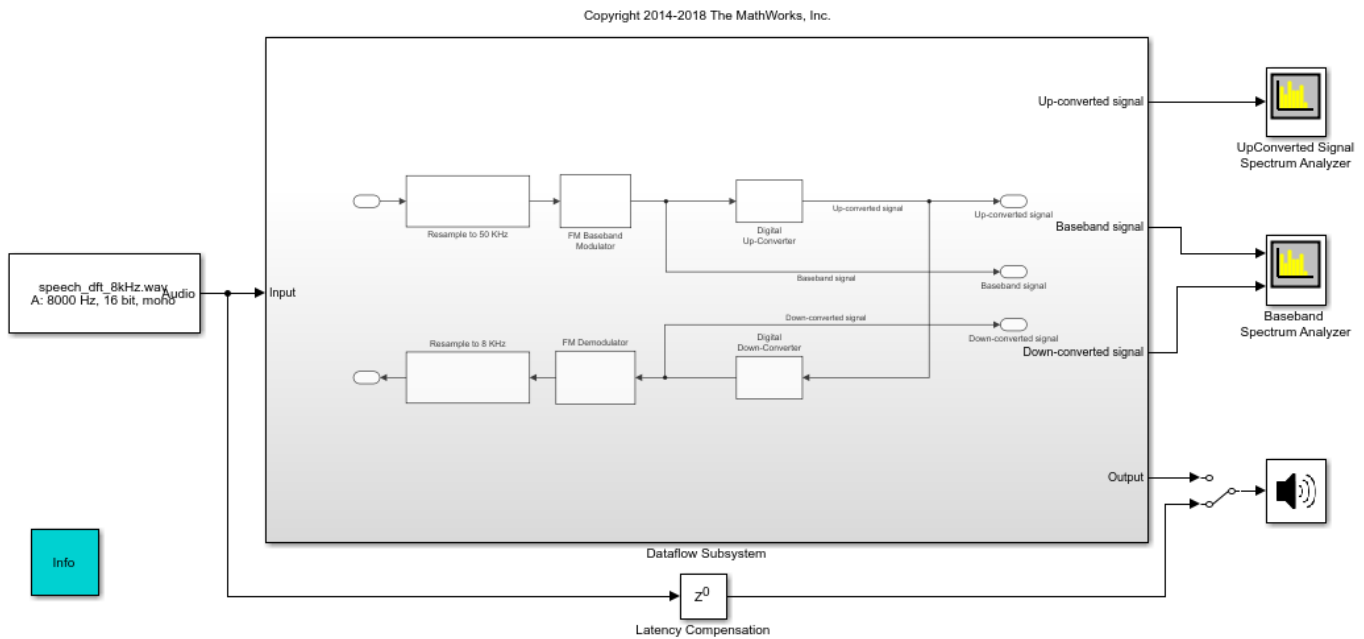 Copyright 2014-2018 The MathWorks, Inc.
Up-converted signal
UpConverted Signal
Spectrum Analyzer
Resample to 50 KHz
FM Baseband
Modulator
Digital
Up-Converter
Up-converted signal
Up-converted signal
Baseband signal
Baseband signal
Baseband signal
speech_dft_8kHz.wav
A: 8000 Hz, 16 bit, mono
Audio
Input
Down-converted signal
Down-converted signal
Baseband
Spectrum Analyzer
Resample to 8 KHz
FM Demodulator
Digital
Down-Converter
Down-converted signal
Output
Info
Dataflow Subsystem
Z0
Latency Compensation